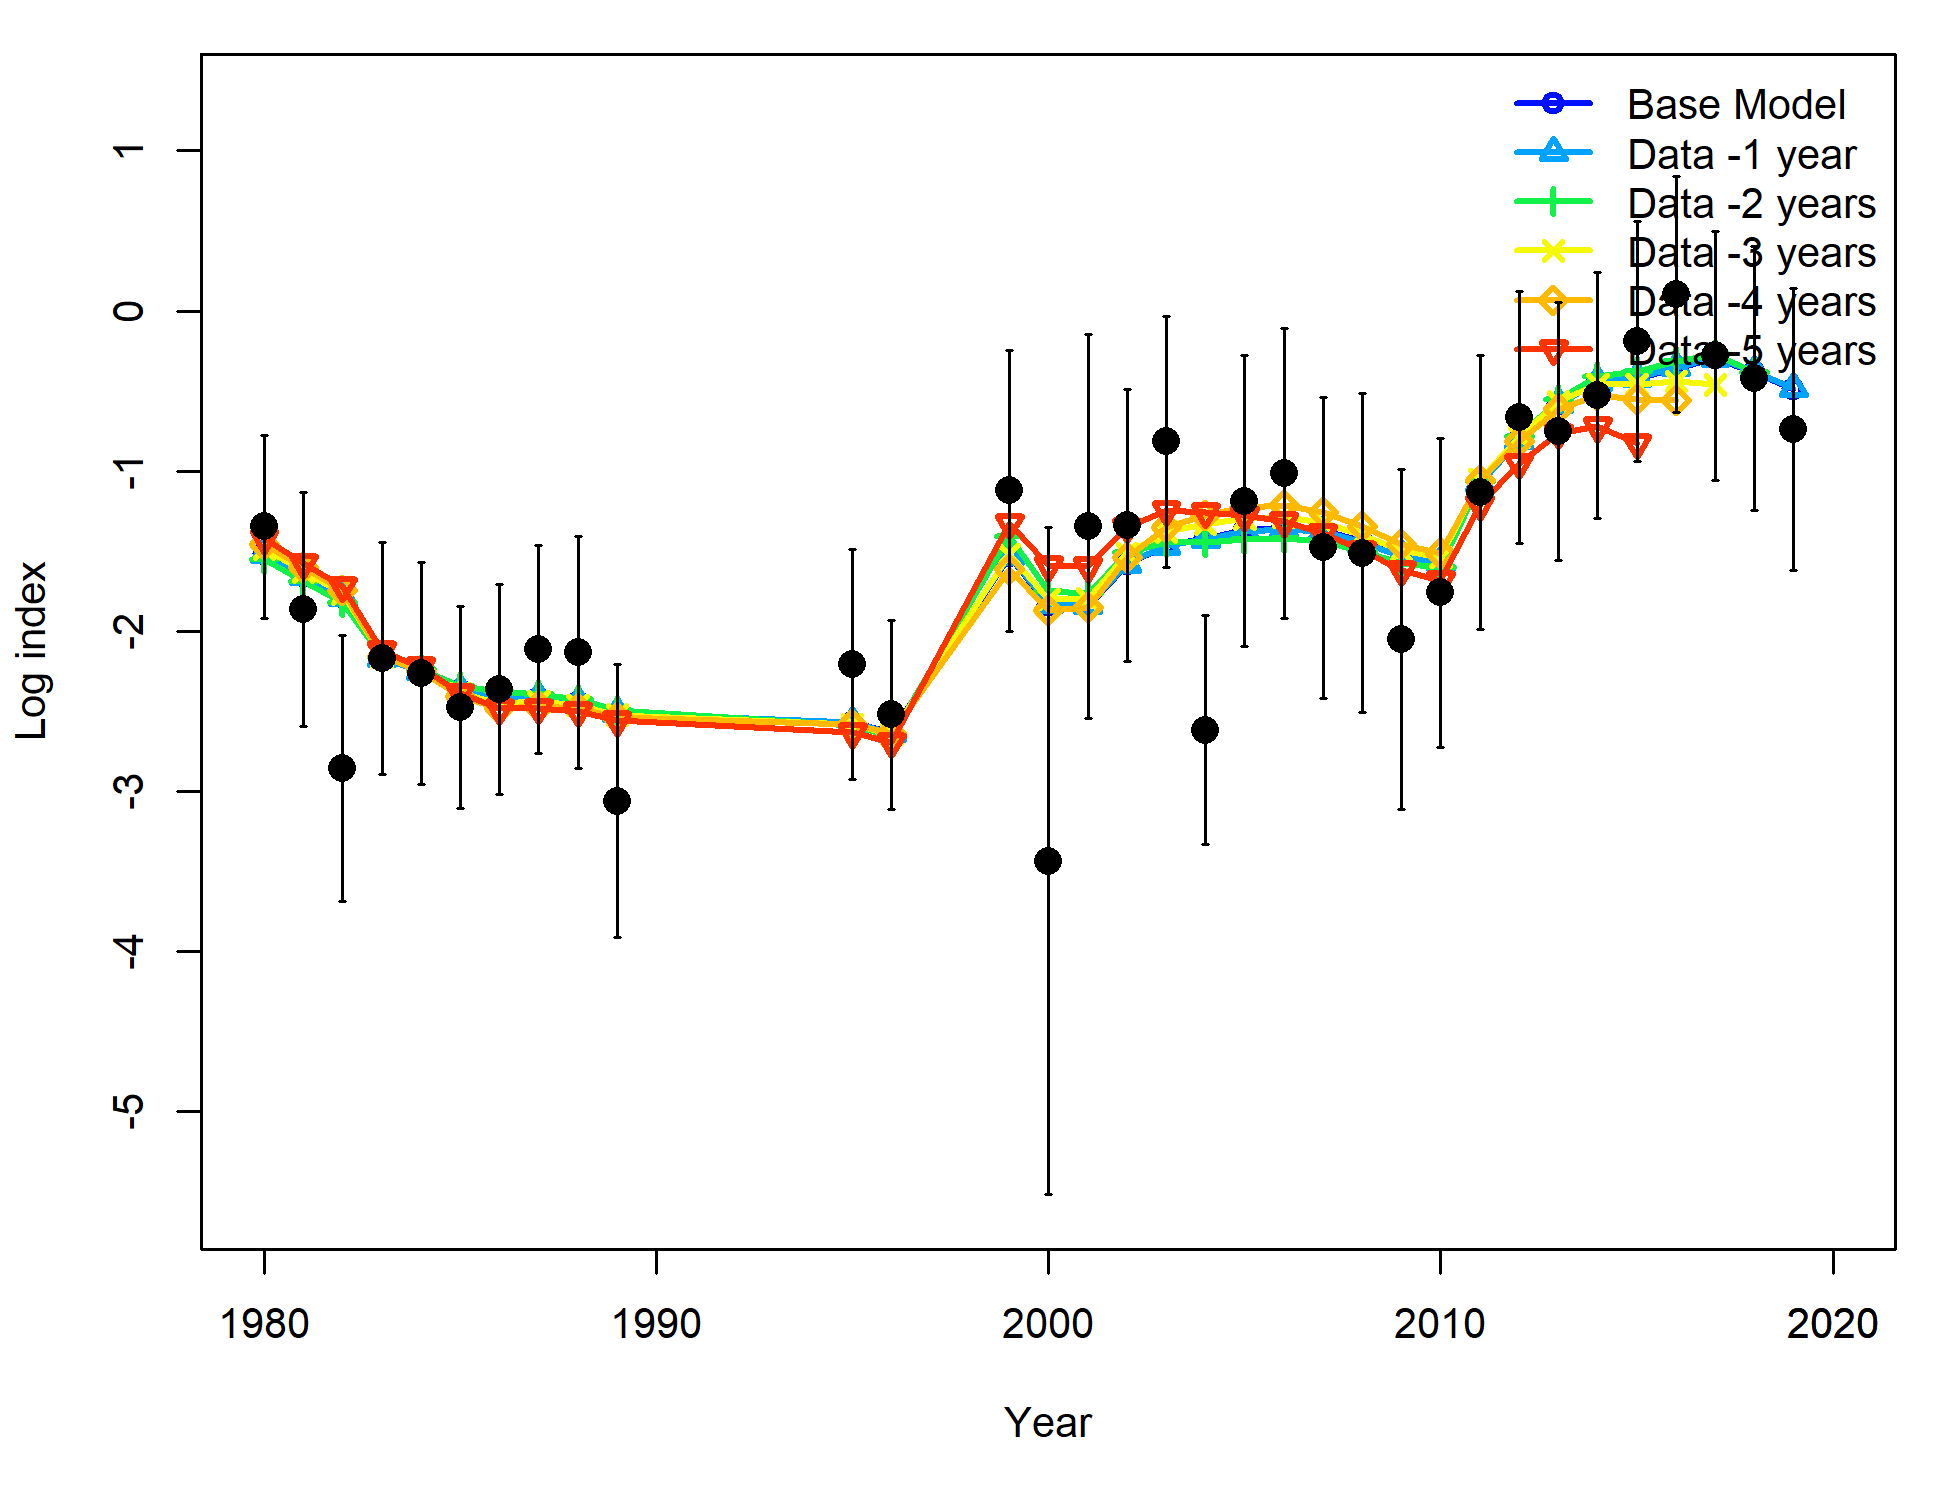 Base Model
Data -1 year
Data -2 years
Data -3 years
Data -4 years
Data -5 years
1
0
-1
-2
-3
-4
-5
Log index
1980 1990 2000 2010 2020
Year